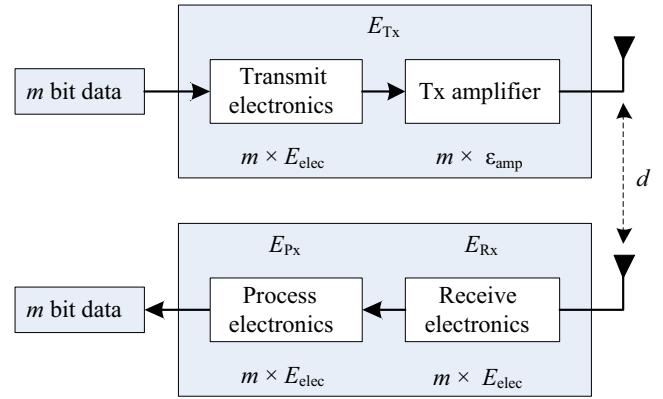 E_Tx
m bit data
Transmit
electronics
Tx amplifier
m × E_elec
m × ε_amp
d
E_Px
E_Rx
m bit data
Process
electronics
Receive
electronics
m × E_elec
m × E_elec